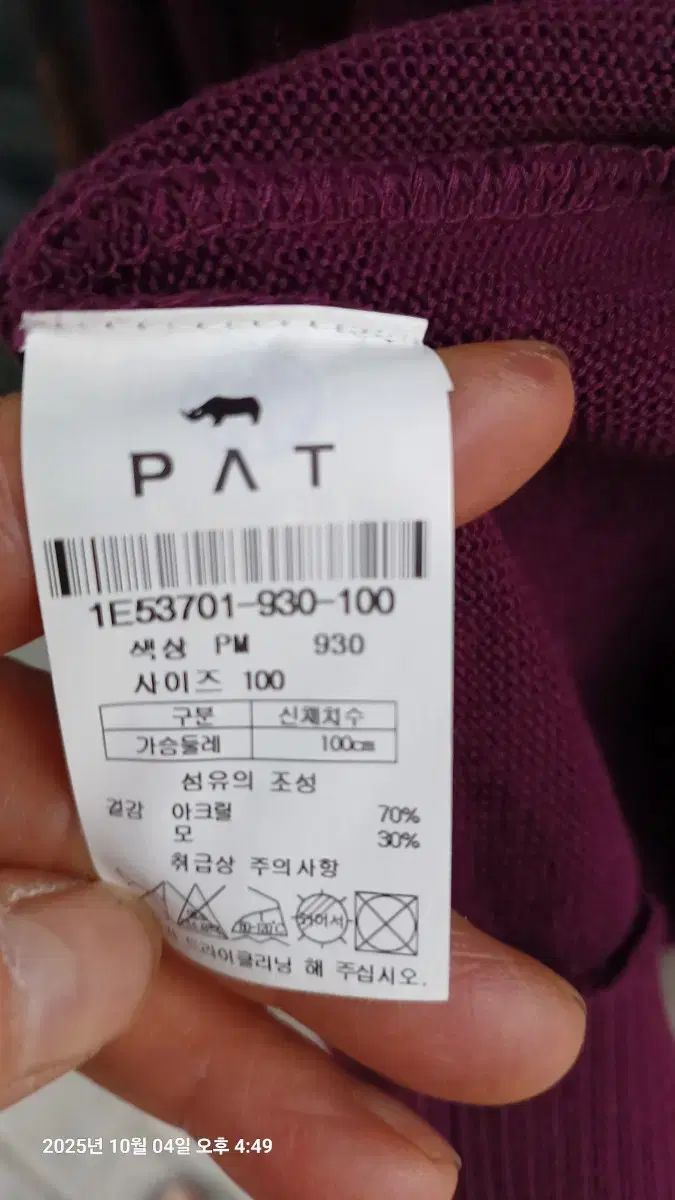 PAT
1E53701-930-100
색상 PM 930
사이즈 100
구분 신체치수
가슴둘레 100cm
섬유의 조성
겉감 아크릴 70%
모 30%
취급상 주의사항
드라이클리닝 해 주십시오.
2025년 10월 04일 오후 4:49